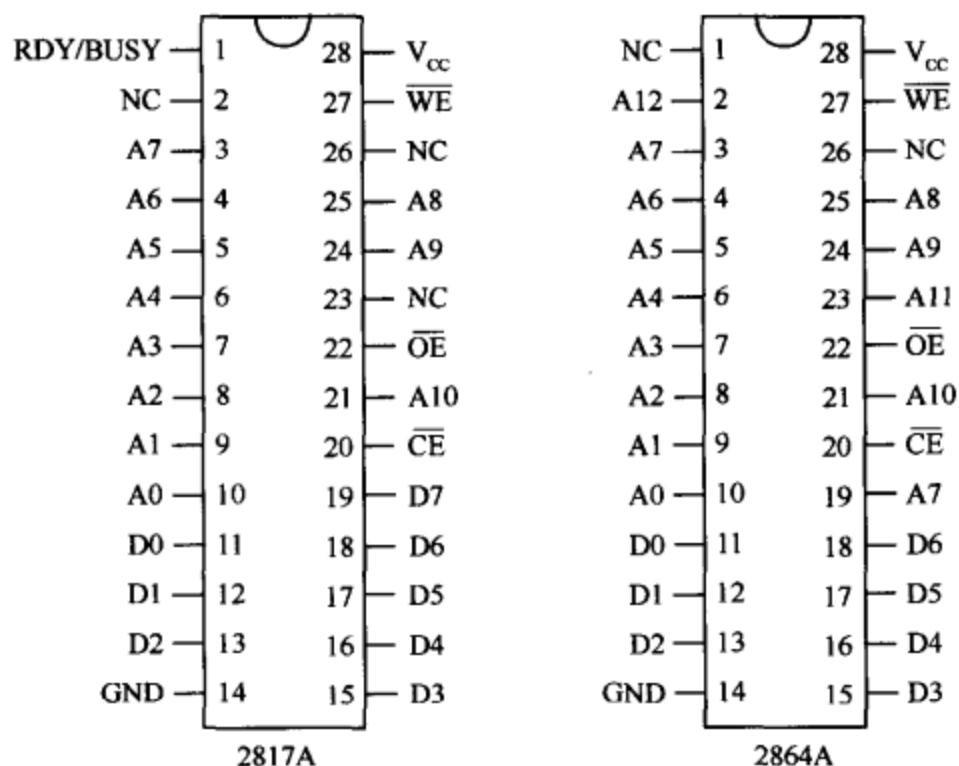 RDY/BUSY 1 28 Vcc
NC 2 27 WE
A7 3 26 NC
A6 4 25 A8
A5 5 24 A9
A4 6 23 NC
A3 7 22 OE
A2 8 21 A10
A1 9 20 CE
A0 10 19 D7
D0 11 18 D6
D1 12 17 D5
D2 13 16 D4
GND 14 15 D3
2817A
NC 1 28 Vcc
A12 2 27 WE
A7 3 26 NC
A6 4 25 A8
A5 5 24 A9
A4 6 23 A11
A3 7 22 OE
A2 8 21 A10
A1 9 20 CE
A0 10 19 A7
D0 11 18 D6
D1 12 17 D5
D2 13 16 D4
GND 14 15 D3
2864A